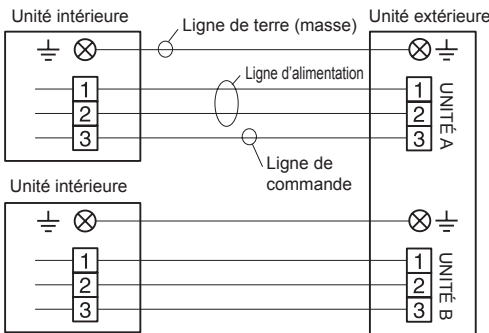 Unité intérieure
Unité extérieure
Ligne de terre (masse)
Ligne d'alimentation
1
2
3
1
2
3
UNITÉ A
Ligne de
commande
Unité intérieure
1
2
3
1
2
3
UNITÉ B